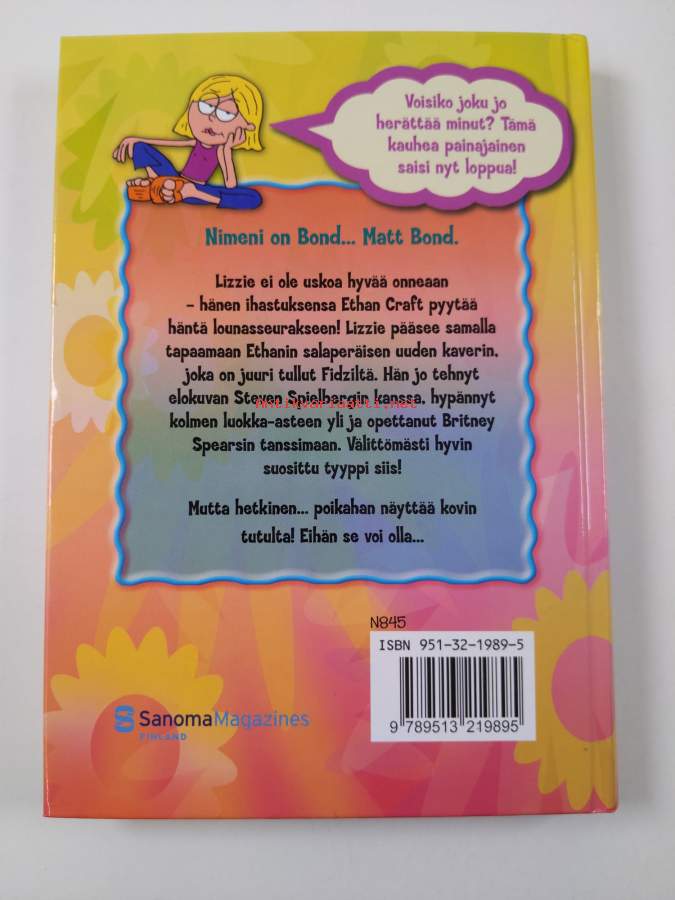 Voisiko joku jo
herättää minut? Tämä
kauhea painajainen
saisi nyt loppua!
Nimeni on Bond... Matt Bond.
Lizzie ei ole uskoa hyvää onneaan
– hänen ihastuksensa Ethan Craft pyytää
häntä lounasseurakseen! Lizzie pääsee samalla
tapaamaan Ethanin salaperäisen uuden kaverin,
joka on juuri tullut Fidziltä. Hän jo tehnyt
elokuvan Steven Spielbergin kanssa, hypännyt
Antikvariaatti.net
kolmen luokka-asteen yli ja opettanut Britney
Spearsin tanssimaan. Välittömästi hyvin
suosittu tyyppi siis!
Mutta hetkinen... poikahan näyttää kovin
tutulta! Eihän se voi olla...
N845
ISBN 951-32-1989-5
9 789513 219895
SanomaMagazines
FINLAND